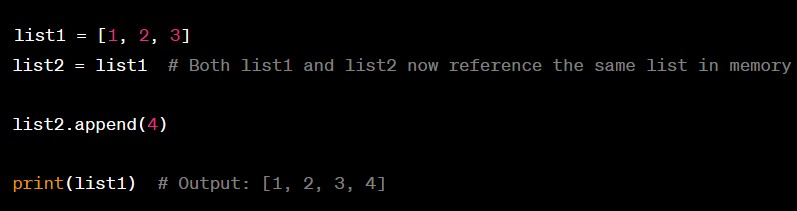 list1 = [1, 2, 3]
list2 = list1  # Both list1 and list2 now reference the same list in memory
list2.append(4)
print(list1)  # Output: [1, 2, 3, 4]